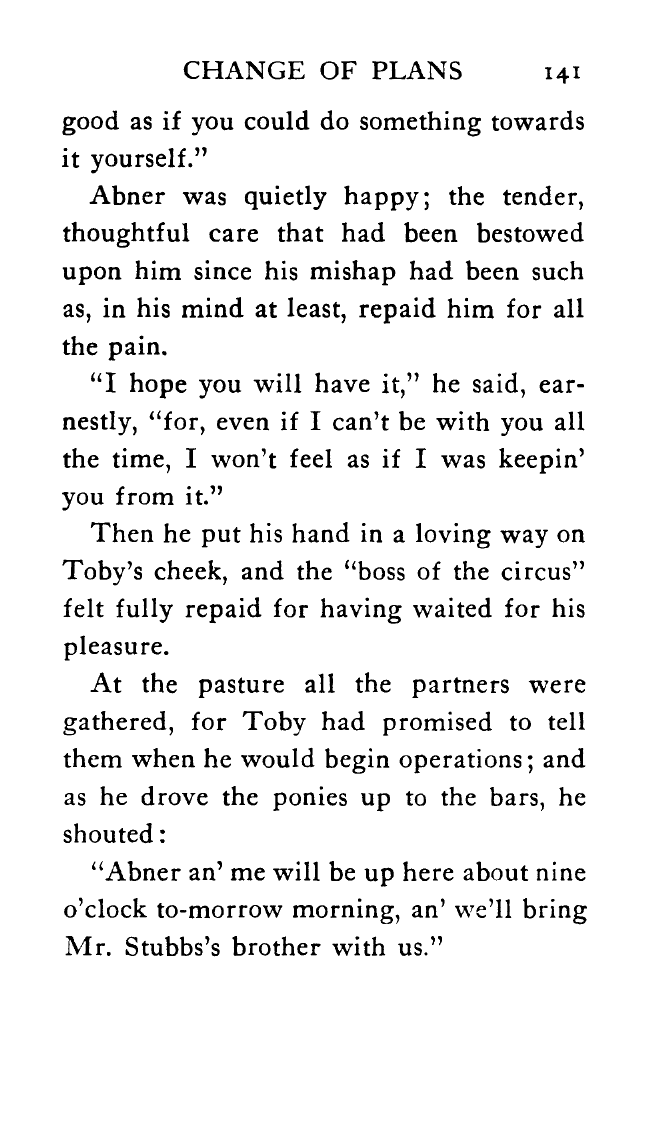 CHANGE OF PLANS 141
good as if you could do something towards
it yourself.”
Abner was quietly happy; the tender,
thoughtful care that had been bestowed
upon him since his mishap had been such
as, in his mind at least, repaid him for all
the pain.
“I hope you will have it,” he said, ear-
nestly, “for, even if I can’t be with you all
the time, I won’t feel as if I was keepin’
you from it.”
Then he put his hand in a loving way on
Toby’s cheek, and the “boss of the circus”
felt fully repaid for having waited for his
pleasure.
At the pasture all the partners were
gathered, for Toby had promised to tell
them when he would begin operations; and
as he drove the ponies up to the bars, he
shouted:
“Abner an’ me will be up here about nine
o’clock to-morrow morning, an’ we’ll bring
Mr. Stubbs’s brother with us.”